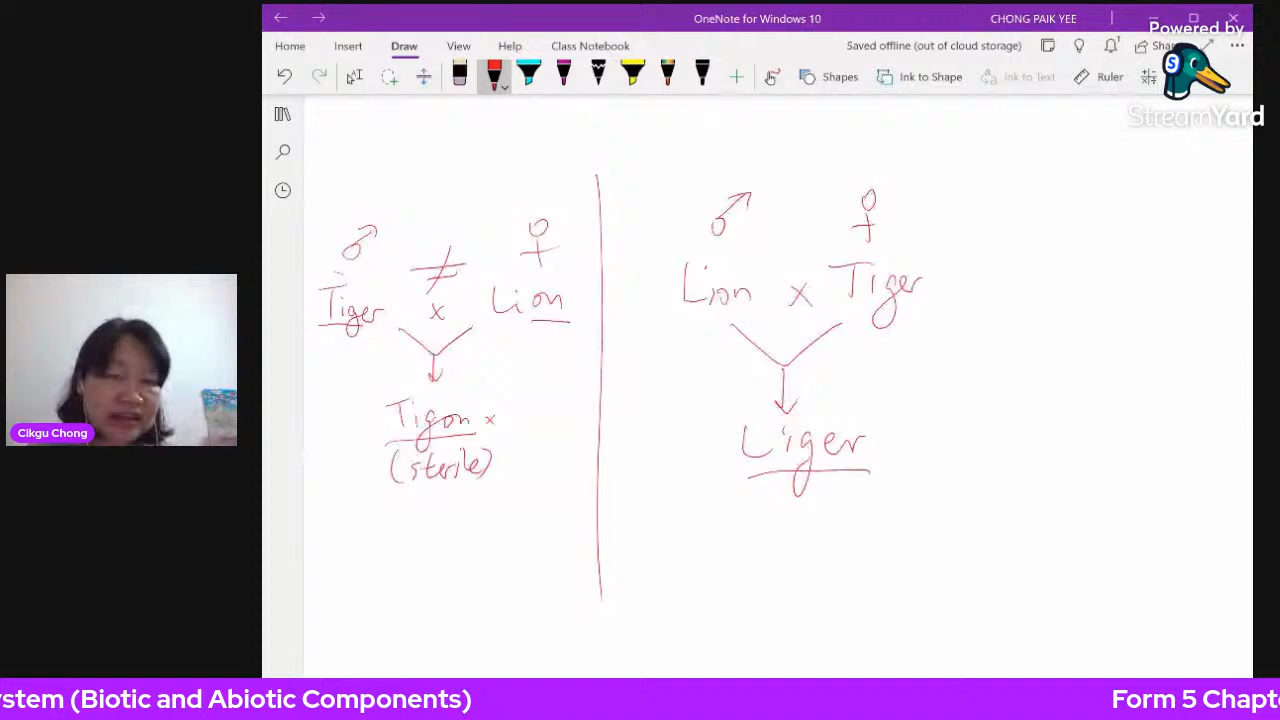 OneNote for Windows 10
CHONG PAIK YEE
Powered by
StreamYard
Home Insert Draw View Help Class Notebook
Saved offline (out of cloud storage)
Shapes Ink to Shape Ink to Text Ruler
♂ ♀
Tiger ≠ x Lion
Tigon x
(sterile)
♂ ♀
Lion x Tiger
Liger
S
Cikgu Chong
ystem (Biotic and Abiotic Components)
Form 5 Chapte